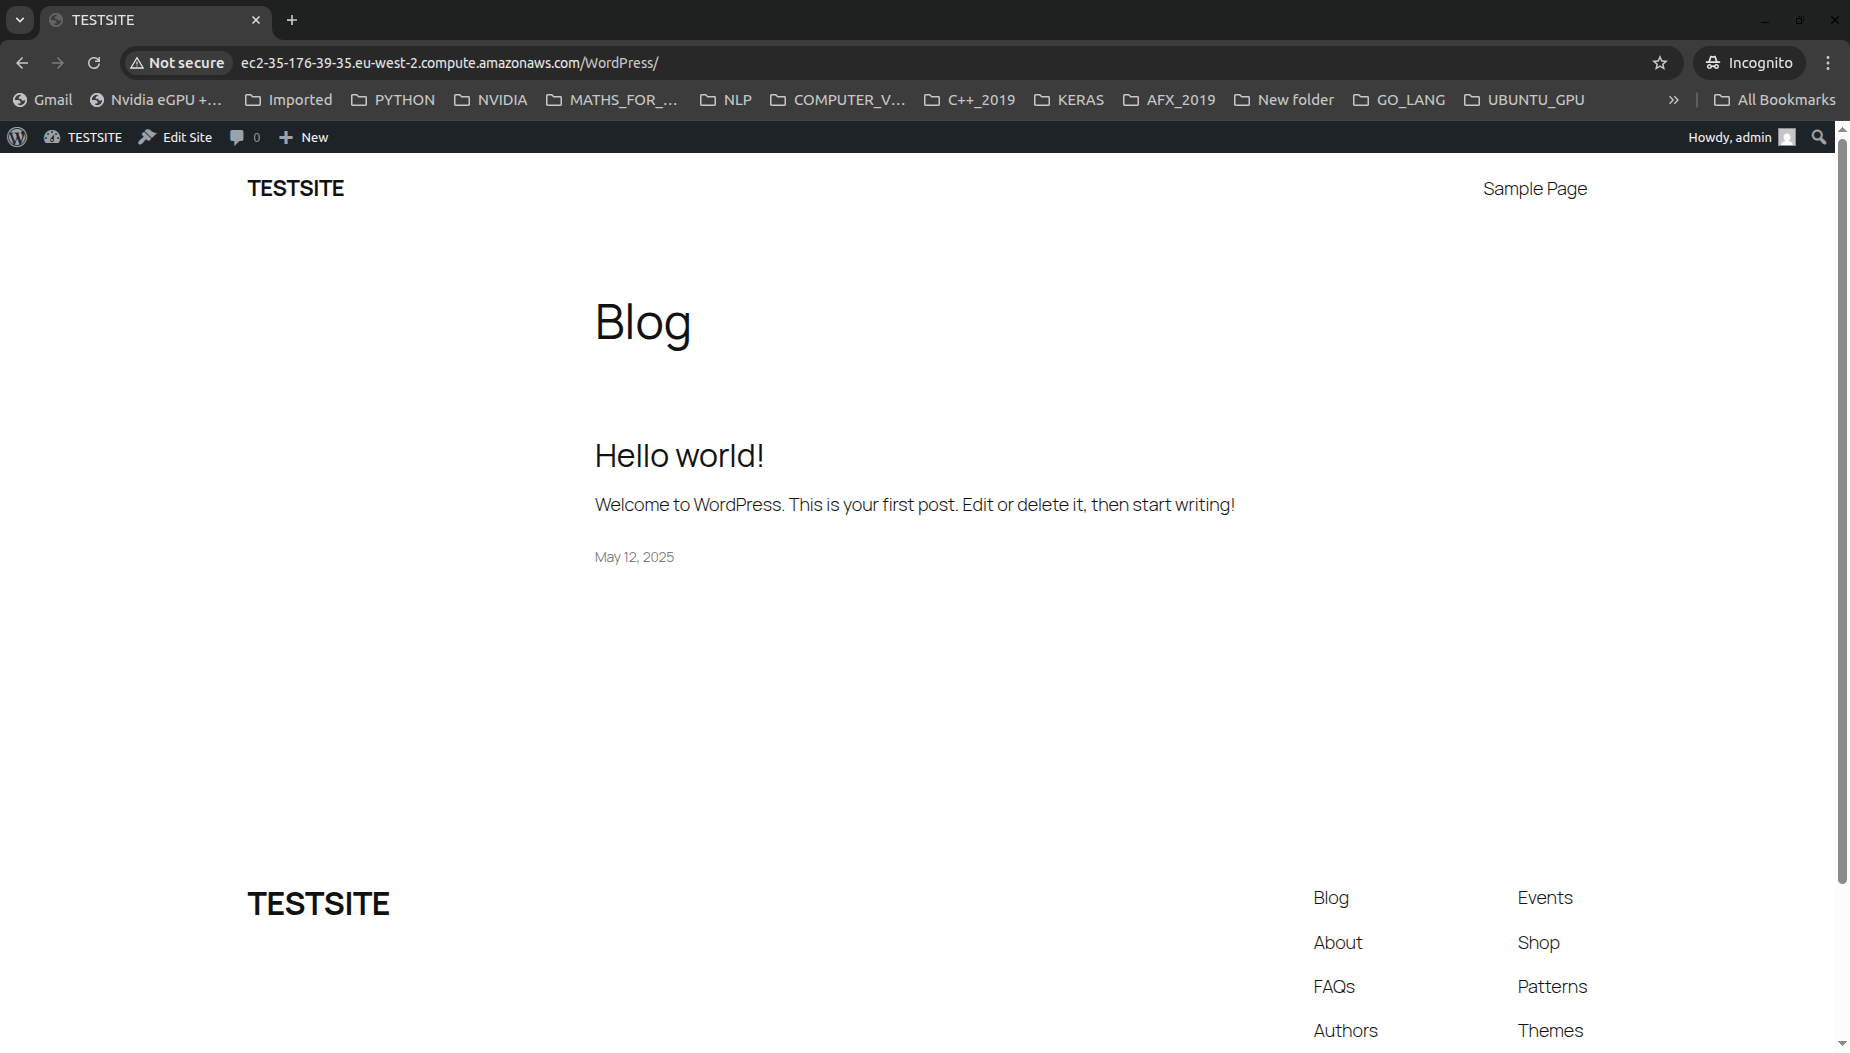 TESTSITE
Not secure ec2-35-176-39-35.eu-west-2.compute.amazonaws.com/WordPress/ Incognito
Gmail Nvidia eGPU +... Imported PYTHON NVIDIA MATHS_FOR_... NLP COMPUTER_V... C++_2019 KERAS AFX_2019 New folder GO_LANG UBUNTU_GPU » All Bookmarks
TESTSITE Edit Site 0 New Howdy, admin
TESTSITE Sample Page
Blog
Hello world!
Welcome to WordPress. This is your first post. Edit or delete it, then start writing!
May 12, 2025
TESTSITE
Blog Events
About Shop
FAQs Patterns
Authors Themes